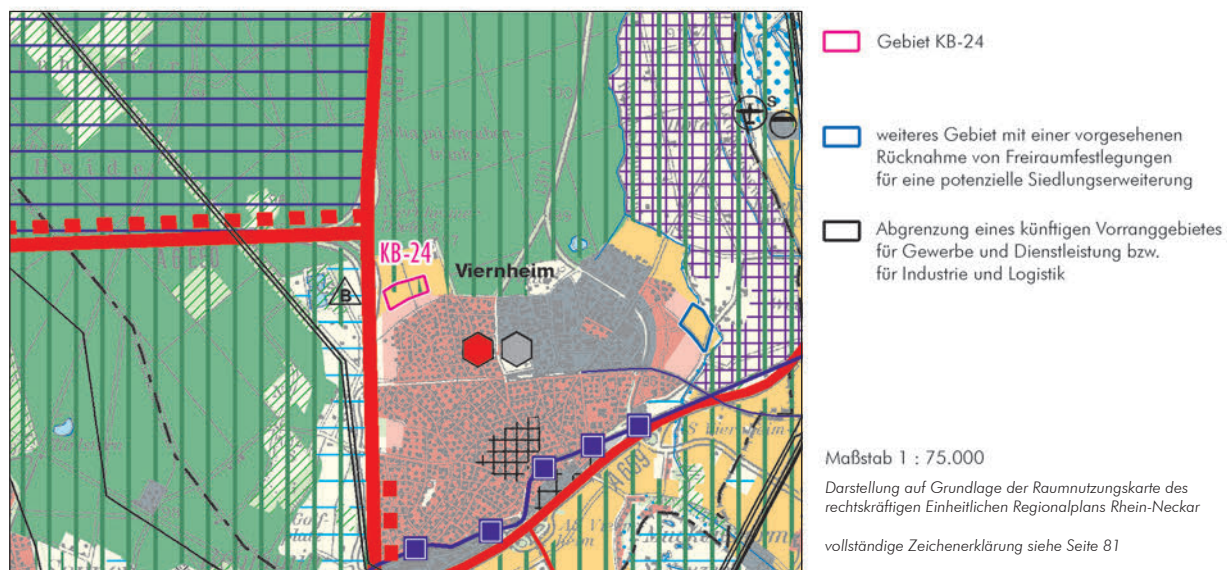 KB-24
Viernheim
B
S
A 659
Gebiet KB-24
weiteres Gebiet mit einer vorgesehenen
Rücknahme von Freiraumfestlegungen
für eine potenzielle Siedlungserweiterung
Abgrenzung eines künftigen Vorranggebietes
für Gewerbe und Dienstleistung bzw.
für Industrie und Logistik
Maßstab 1 : 75.000
Darstellung auf Grundlage der Raumnutzungskarte des
rechtskräftigen Einheitlichen Regionalplans Rhein-Neckar
vollständige Zeichenerklärung siehe Seite 81